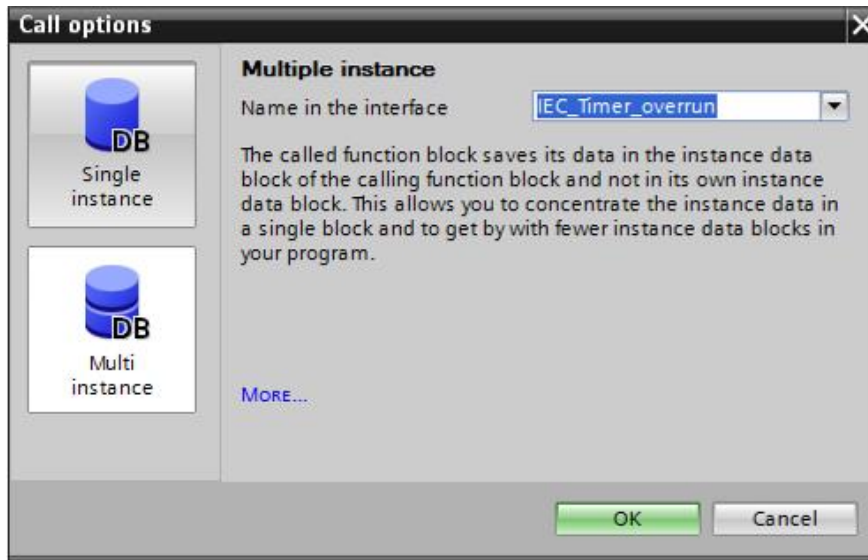 Call options
DB
Single
instance
DB
Multi
instance
Multiple instance
Name in the interface IEC_Timer_overrun
The called function block saves its data in the instance data
block of the calling function block and not in its own instance
data block. This allows you to concentrate the instance data in
a single block and to get by with fewer instance data blocks in
your program.
MORE...
OK Cancel